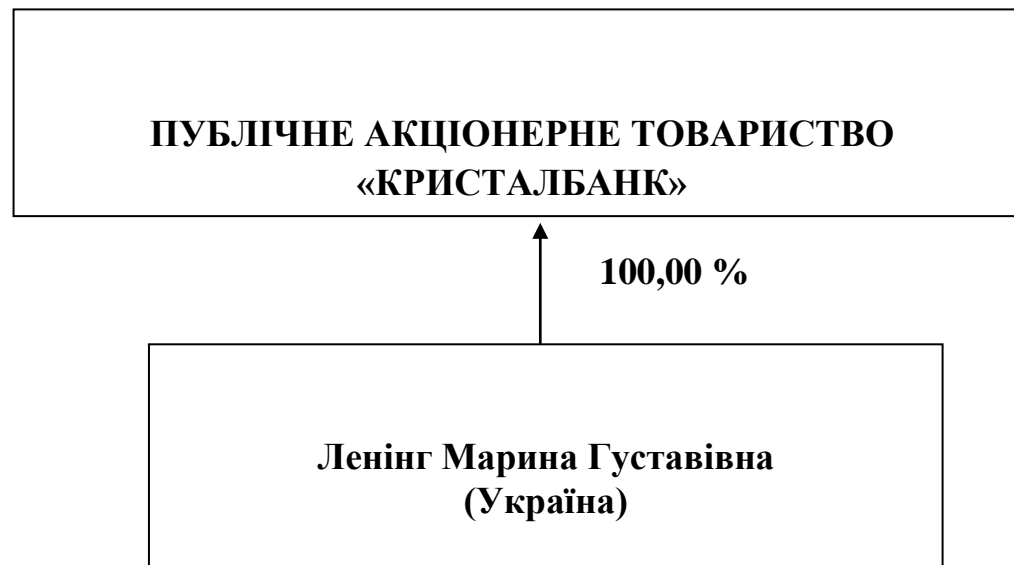 ПУБЛІЧНЕ АКЦІОНЕРНЕ ТОВАРИСТВО
«КРИСТАЛБАНК»
100,00 %
Ленінг Марина Густавівна
(Україна)